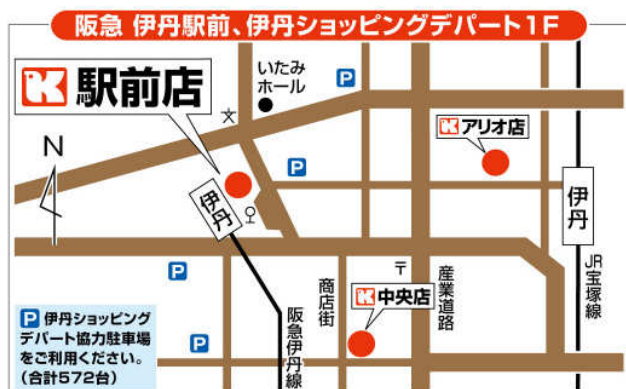 阪急 伊丹駅前、伊丹ショッピングデパート1F
K 駅前店
いたみ
ホール
P
文
N
K アリオ店
P
伊丹
伊丹
P
〒
商店街
産業道路
JR宝塚線
K 中央店
阪急伊丹線
P
P 伊丹ショッピング
デパート協力駐車場
をご利用ください。
(合計572台)